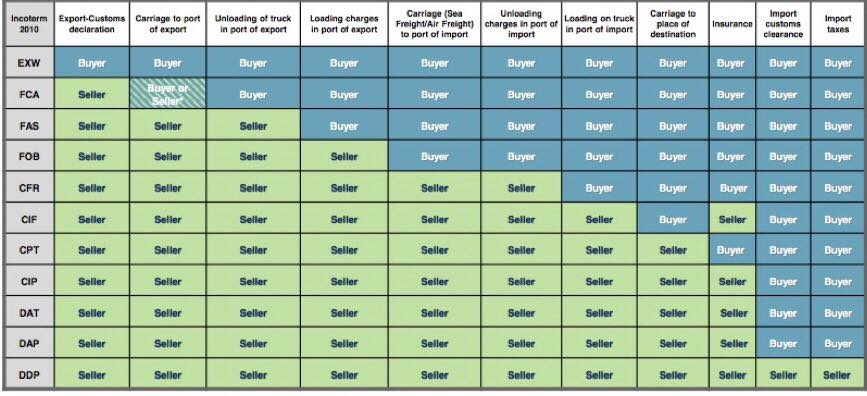 Incoterm 2010 Export-Customs declaration Carriage to port of export Unloading of truck in port of export Loading charges in port of export Carriage (Sea Freight/Air Freight) to port of import Unloading charges in port of import Loading on truck in port of import Carriage to place of destination Insurance Import customs clearance Import taxes
EXW Buyer Buyer Buyer Buyer Buyer Buyer Buyer Buyer Buyer Buyer Buyer
FCA Seller Buyer or Seller* Buyer Buyer Buyer Buyer Buyer Buyer Buyer Buyer Buyer
FAS Seller Seller Seller Buyer Buyer Buyer Buyer Buyer Buyer Buyer Buyer
FOB Seller Seller Seller Seller Buyer Buyer Buyer Buyer Buyer Buyer Buyer
CFR Seller Seller Seller Seller Seller Seller Buyer Buyer Buyer Buyer Buyer
CIF Seller Seller Seller Seller Seller Seller Seller Buyer Seller Buyer Buyer
CPT Seller Seller Seller Seller Seller Seller Seller Seller Buyer Buyer Buyer
CIP Seller Seller Seller Seller Seller Seller Seller Seller Seller Buyer Buyer
DAT Seller Seller Seller Seller Seller Seller Seller Seller Seller Buyer Buyer
DAP Seller Seller Seller Seller Seller Seller Seller Seller Seller Buyer Buyer
DDP Seller Seller Seller Seller Seller Seller Seller Seller Seller Seller Seller